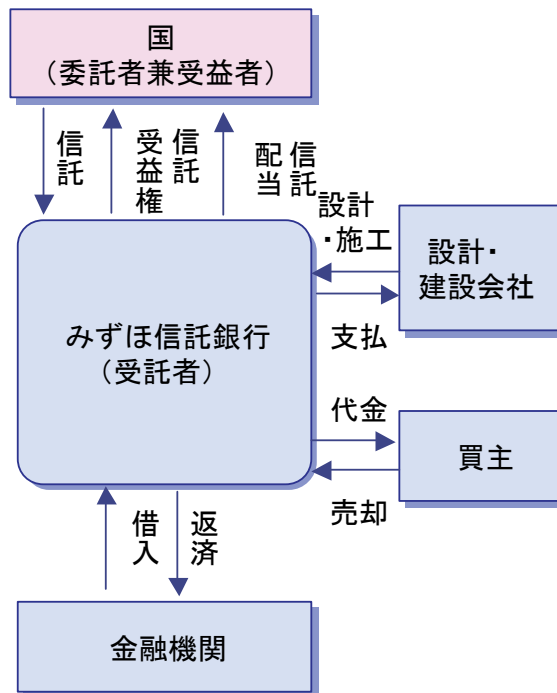 国
（委託者兼受益者）
信託
信託
受益権
信託
配当
設計
・施工
設計・
建設会社
支払
みずほ信託銀行
（受託者）
代金
買主
売却
借入
返済
金融機関